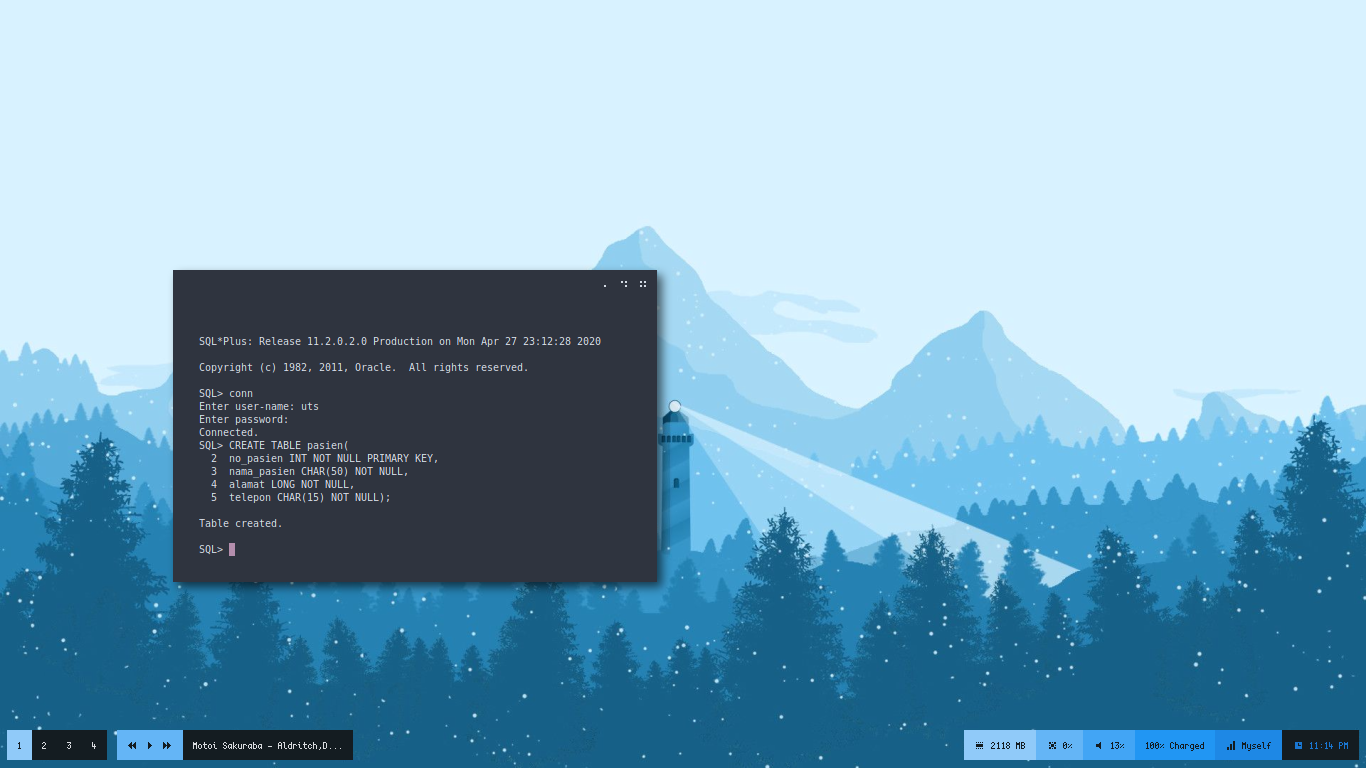 SQL*Plus: Release 11.2.0.2.0 Production on Mon Apr 27 23:12:28 2020
Copyright (c) 1982, 2011, Oracle.  All rights reserved.
SQL> conn
Enter user-name: uts
Enter password:
Connected.
SQL> CREATE TABLE pasien(
  2  no_pasien INT NOT NULL PRIMARY KEY,
  3  nama_pasien CHAR(50) NOT NULL,
  4  alamat LONG NOT NULL,
  5  telepon CHAR(15) NOT NULL);
Table created.
SQL>
1 2 3 4 Motoi Sakuraba - Aldritch,D... 2118 MB 0% 13% 100% Charged Myself 11:14 PM